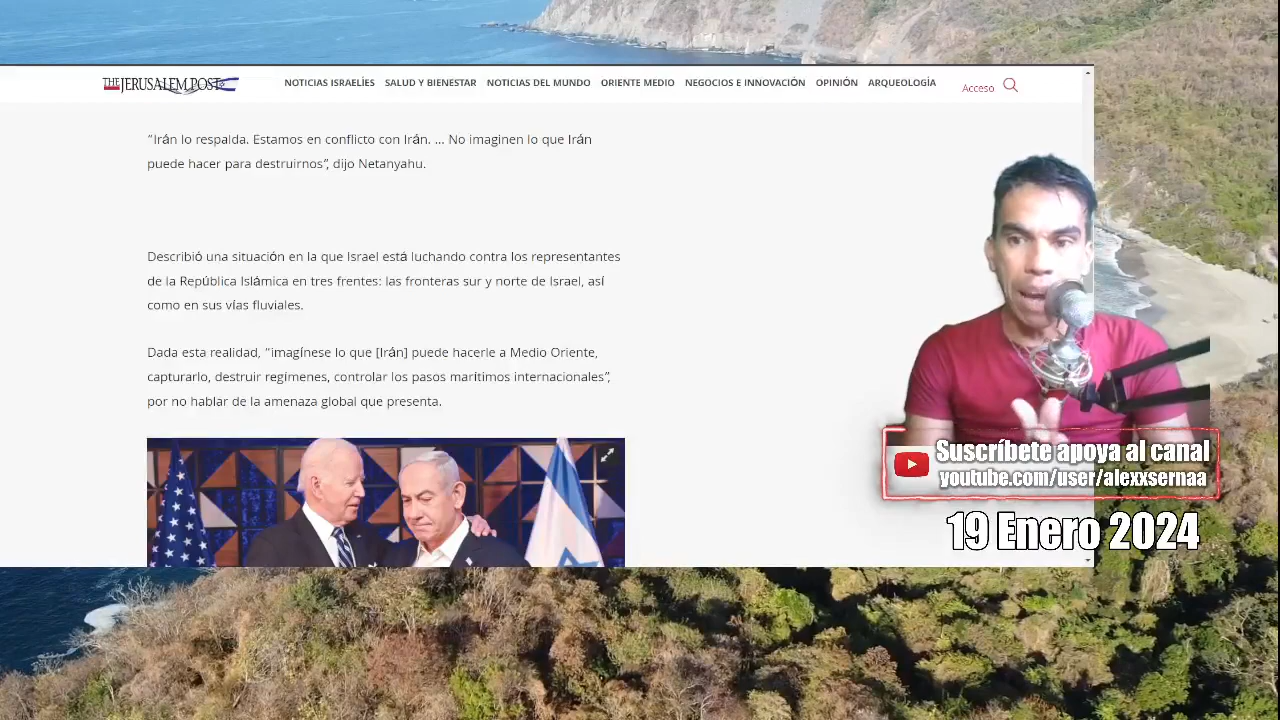 THE JERUSALEM POST
NOTICIAS ISRAELÍES SALUD Y BIENESTAR NOTICIAS DEL MUNDO ORIENTE MEDIO NEGOCIOS E INNOVACIÓN OPINIÓN ARQUEOLOGÍA
Acceso
“Irán lo respalda. Estamos en conflicto con Irán. ... No imaginen lo que Irán
puede hacer para destruirnos”, dijo Netanyahu.
Describió una situación en la que Israel está luchando contra los representantes
de la República Islámica en tres frentes: las fronteras sur y norte de Israel, así
como en sus vías fluviales.
Dada esta realidad, “imagínese lo que [Irán] puede hacerle a Medio Oriente,
capturarlo, destruir regímenes, controlar los pasos marítimos internacionales”,
por no hablar de la amenaza global que presenta.
Suscríbete apoya al canal
youtube.com/user/alexxsernaa
19 Enero 2024